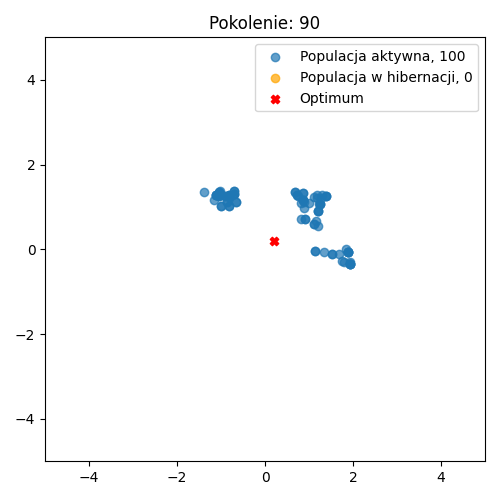 Pokolenie: 90
Populacja aktywna, 100
Populacja w hibernacji, 0
Optimum
4
2
0
−2
−4
−4 −2 0 2 4